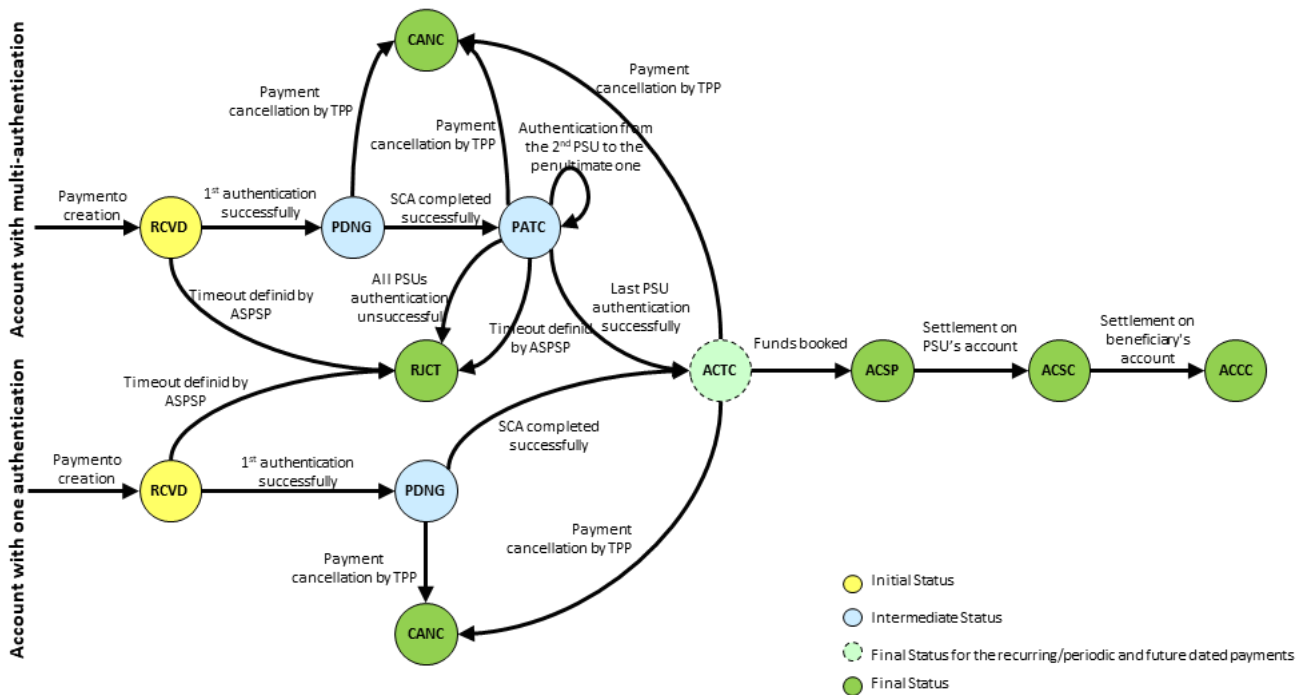 Account with multi-authentication
CANC
Payment
cancellation by TPP
Payment
cancellation by TPP
Payment
cancellation by TPP
Authentication from
the 2nd PSU to the
penultimate one
Paymento
creation
RCVD
1st authentication
successfully
PDNG
SCA completed
successfully
PATC
Timeout definid by
ASPSP
All PSUs
authentication
unsuccessful
Timeout definid
by ASPSP
Last PSU
authentication
successfully
RJCT
ACTC
Funds booked
ACSP
Settlement on
PSU's account
ACSC
Settlement on
beneficiary's
account
ACCC
Account with one authentication
Timeout definid by
ASPSP
Paymento
creation
RCVD
1st authentication
successfully
PDNG
SCA completed
successfully
Payment
cancellation by TPP
Payment
cancellation by TPP
CANC
Initial Status
Intermediate Status
Final Status for the recurring/periodic and future dated payments
Final Status